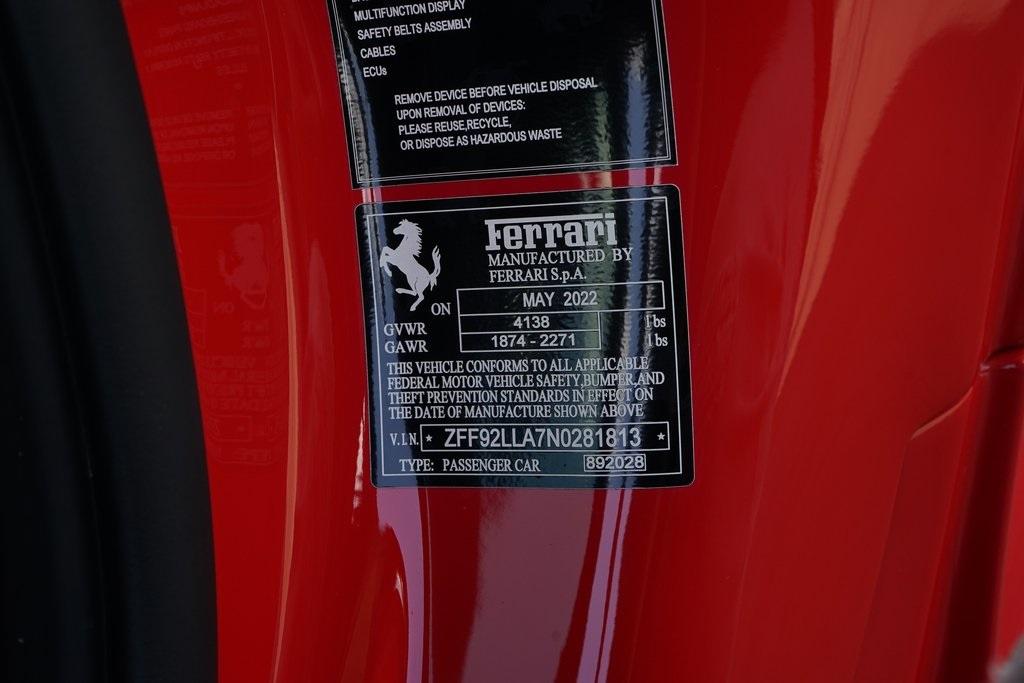 MULTIFUNCTION DISPLAY
SAFETY BELTS ASSEMBLY
CABLES
ECUs
REMOVE DEVICE BEFORE VEHICLE DISPOSAL
UPON REMOVAL OF DEVICES:
PLEASE REUSE,RECYCLE,
OR DISPOSE AS HAZARDOUS WASTE
Ferrari
MANUFACTURED BY
FERRARI S.p.A.
ON MAY 2022
GVWR 4138 lbs
GAWR 1874 - 2271 lbs
THIS VEHICLE CONFORMS TO ALL APPLICABLE
FEDERAL MOTOR VEHICLE SAFETY,BUMPER,AND
THEFT PREVENTION STANDARDS IN EFFECT ON
THE DATE OF MANUFACTURE SHOWN ABOVE
V.I.N. * ZFF92LLA7N0281813 *
TYPE: PASSENGER CAR 892028